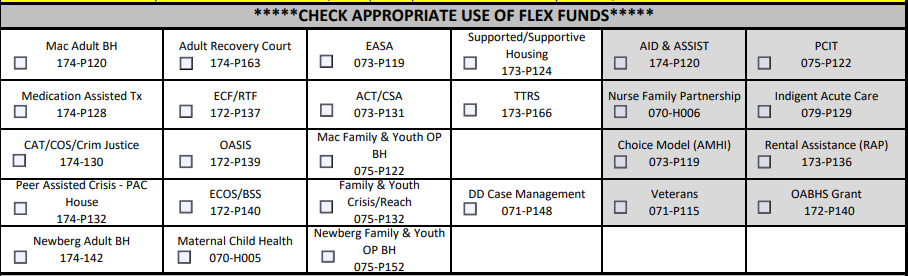 *****CHECK APPROPRIATE USE OF FLEX FUNDS*****
Mac Adult BH
174-P120
Adult Recovery Court
174-P163
EASA
073-P119
Supported/Supportive
Housing
173-P124
AID & ASSIST
174-P120
PCIT
075-P122
Medication Assisted Tx
174-P128
ECF/RTF
172-P137
ACT/CSA
073-P131
TTRS
173-P166
Nurse Family Partnership
070-H006
Indigent Acute Care
079-P129
CAT/COS/Crim Justice
174-130
OASIS
172-P139
Mac Family & Youth OP
BH
075-P122
Choice Model (AMHI)
073-P119
Rental Assistance (RAP)
173-P136
Peer Assisted Crisis - PAC
House
174-P132
ECOS/BSS
172-P140
Family & Youth
Crisis/Reach
075-P132
DD Case Management
071-P148
Veterans
071-P115
OABHS Grant
172-P140
Newberg Adult BH
174-142
Maternal Child Health
070-H005
Newberg Family & Youth
OP BH
075-P152